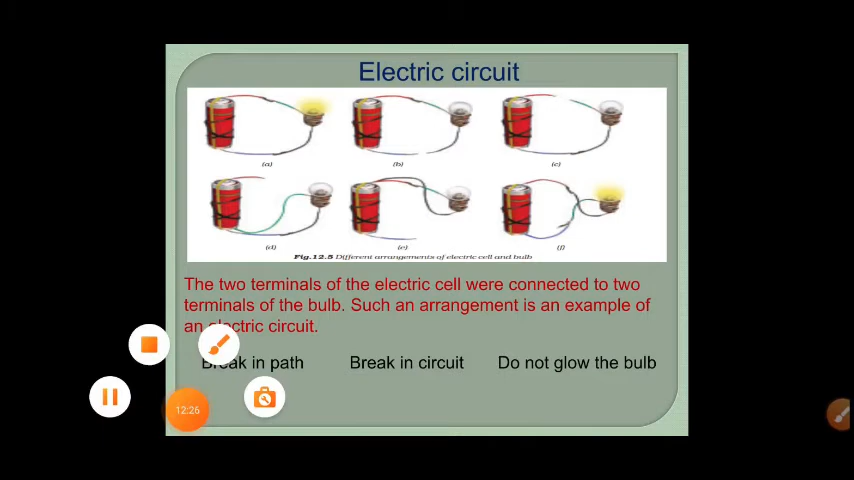 Electric circuit
(a) (b) (c)
(d) (e) (f)
Fig.12.5 Different arrangements of electric cell and bulb
The two terminals of the electric cell were connected to two
terminals of the bulb. Such an arrangement is an example of
an electric circuit.
Break in path Break in circuit Do not glow the bulb
12:26